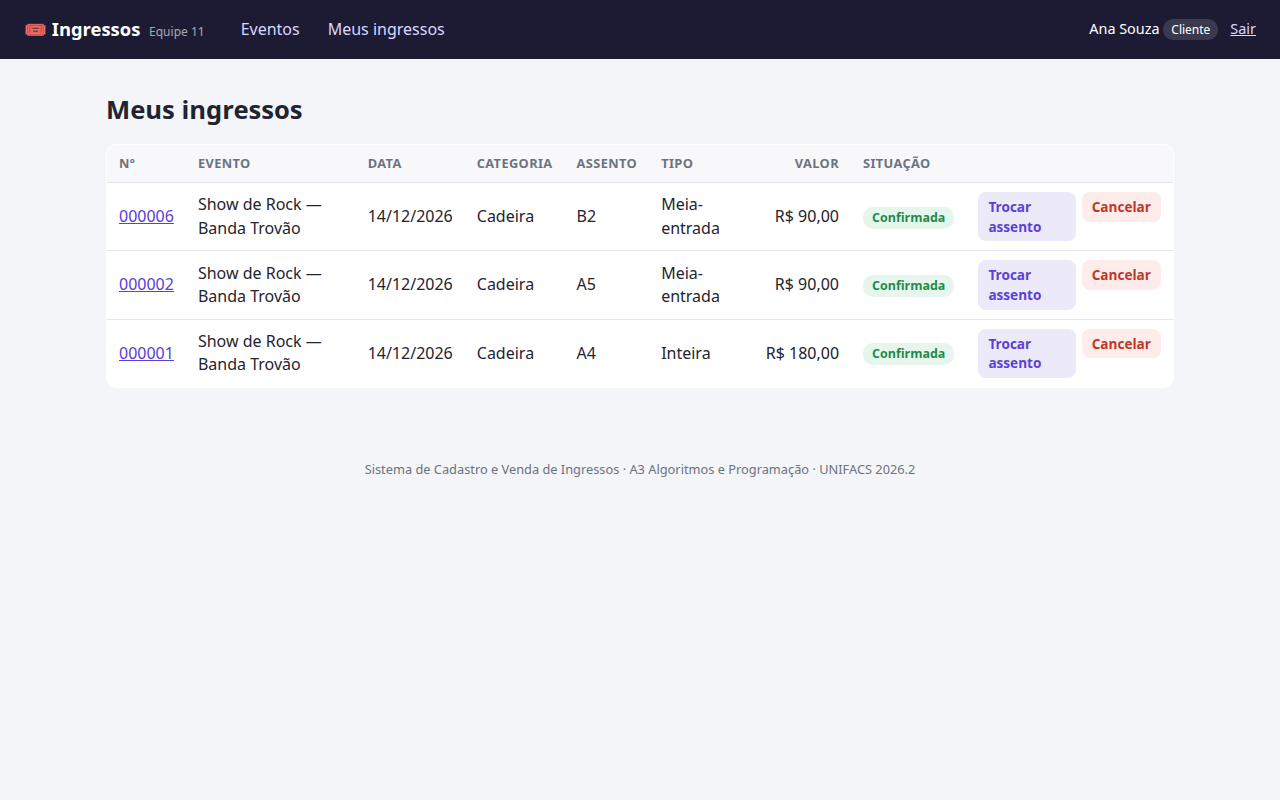 Ingressos Equipe 11 Eventos Meus ingressos Ana Souza Cliente Sair
Meus ingressos
Nº EVENTO DATA CATEGORIA ASSENTO TIPO VALOR SITUAÇÃO
000006 Show de Rock — Banda Trovão 14/12/2026 Cadeira B2 Meia-entrada R$ 90,00 Confirmada Trocar assento Cancelar
000002 Show de Rock — Banda Trovão 14/12/2026 Cadeira A5 Meia-entrada R$ 90,00 Confirmada Trocar assento Cancelar
000001 Show de Rock — Banda Trovão 14/12/2026 Cadeira A4 Inteira R$ 180,00 Confirmada Trocar assento Cancelar
Sistema de Cadastro e Venda de Ingressos · A3 Algoritmos e Programação · UNIFACS 2026.2